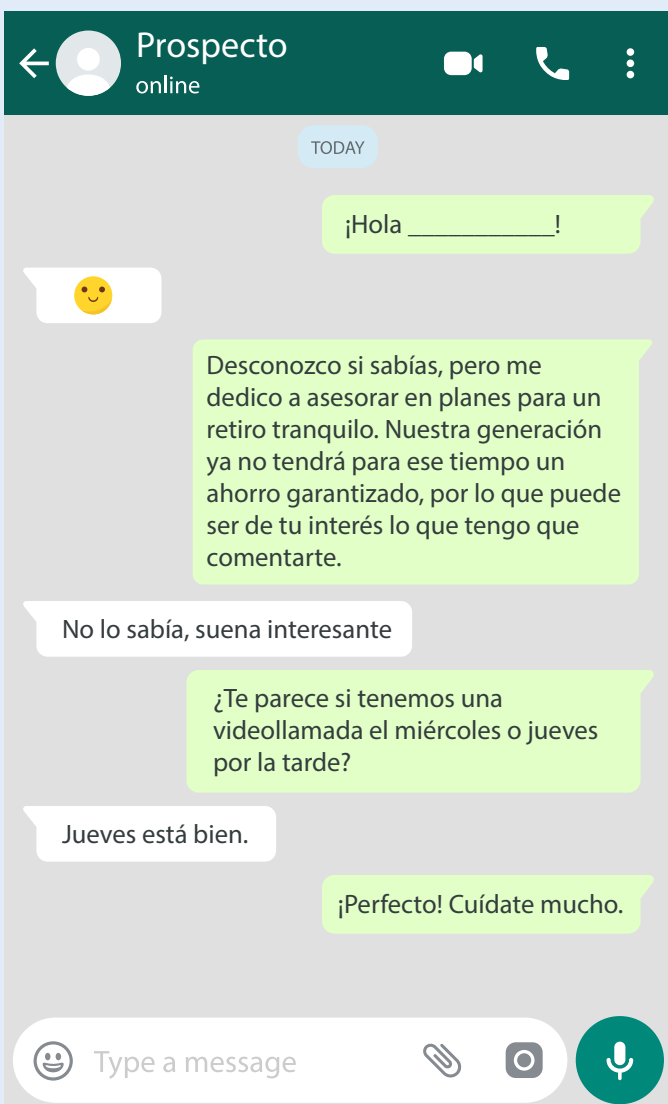 Prospecto
online
TODAY
¡Hola ___________!
Desconozco si sabías, pero me
dedico a asesorar en planes para un
retiro tranquilo. Nuestra generación
ya no tendrá para ese tiempo un
ahorro garantizado, por lo que puede
ser de tu interés lo que tengo que
comentarte.
No lo sabía, suena interesante
¿Te parece si tenemos una
videollamada el miércoles o jueves
por la tarde?
Jueves está bien.
¡Perfecto! Cuídate mucho.
Type a message